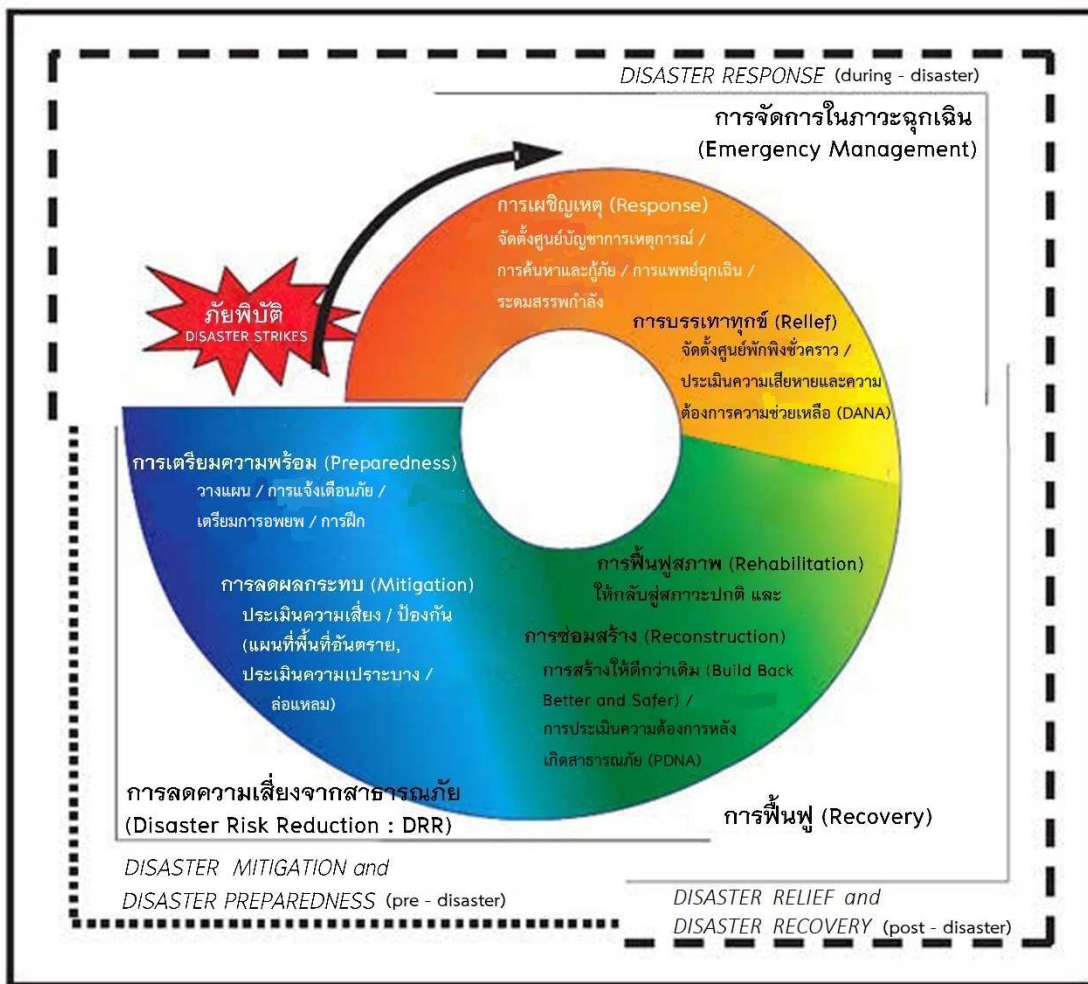 DISASTER RESPONSE (during - disaster)
การจัดการในภาวะฉุกเฉิน
(Emergency Management)
การเผชิญเหตุ (Response)
จัดตั้งศูนย์บัญชาการเหตุการณ์ /
การค้นหาและกู้ภัย / การแพทย์ฉุกเฉิน /
ระดมสรรพกำลัง
ภัยพิบัติ
DISASTER STRIKES
การบรรเทาทุกข์ (Rellef)
จัดตั้งศูนย์พักพิงชั่วคราว /
ประเมินความเสียหายและความ
ต้องการความช่วยเหลือ (DANA)
การเตรียมความพร้อม (Preparedness)
วางแผน / การแจ้งเตือนภัย /
เตรียมการอพยพ / การฝึก
การลดผลกระทบ (Mitigation)
ประเมินความเสี่ยง / ป้องกัน
(แผนที่พื้นที่อันตราย,
ประเมินความเปราะบาง /
ล่อแหลม)
การฟื้นฟูสภาพ (Rehabilitation)
ให้กลับสู่สภาวะปกติ และ
การซ่อมสร้าง (Reconstruction)
การสร้างให้ดีกว่าเดิม (Build Back
Better and Safer) /
การประเมินความต้องการหลัง
เกิดสาธารณภัย (PDNA)
การลดความเสี่ยงจากสาธารณภัย
(Disaster Risk Reduction : DRR)
การฟื้นฟู (Recovery)
DISASTER MITIGATION and
DISASTER PREPAREDNESS (pre - disaster)
DISASTER RELIEF and
DISASTER RECOVERY (post - disaster)